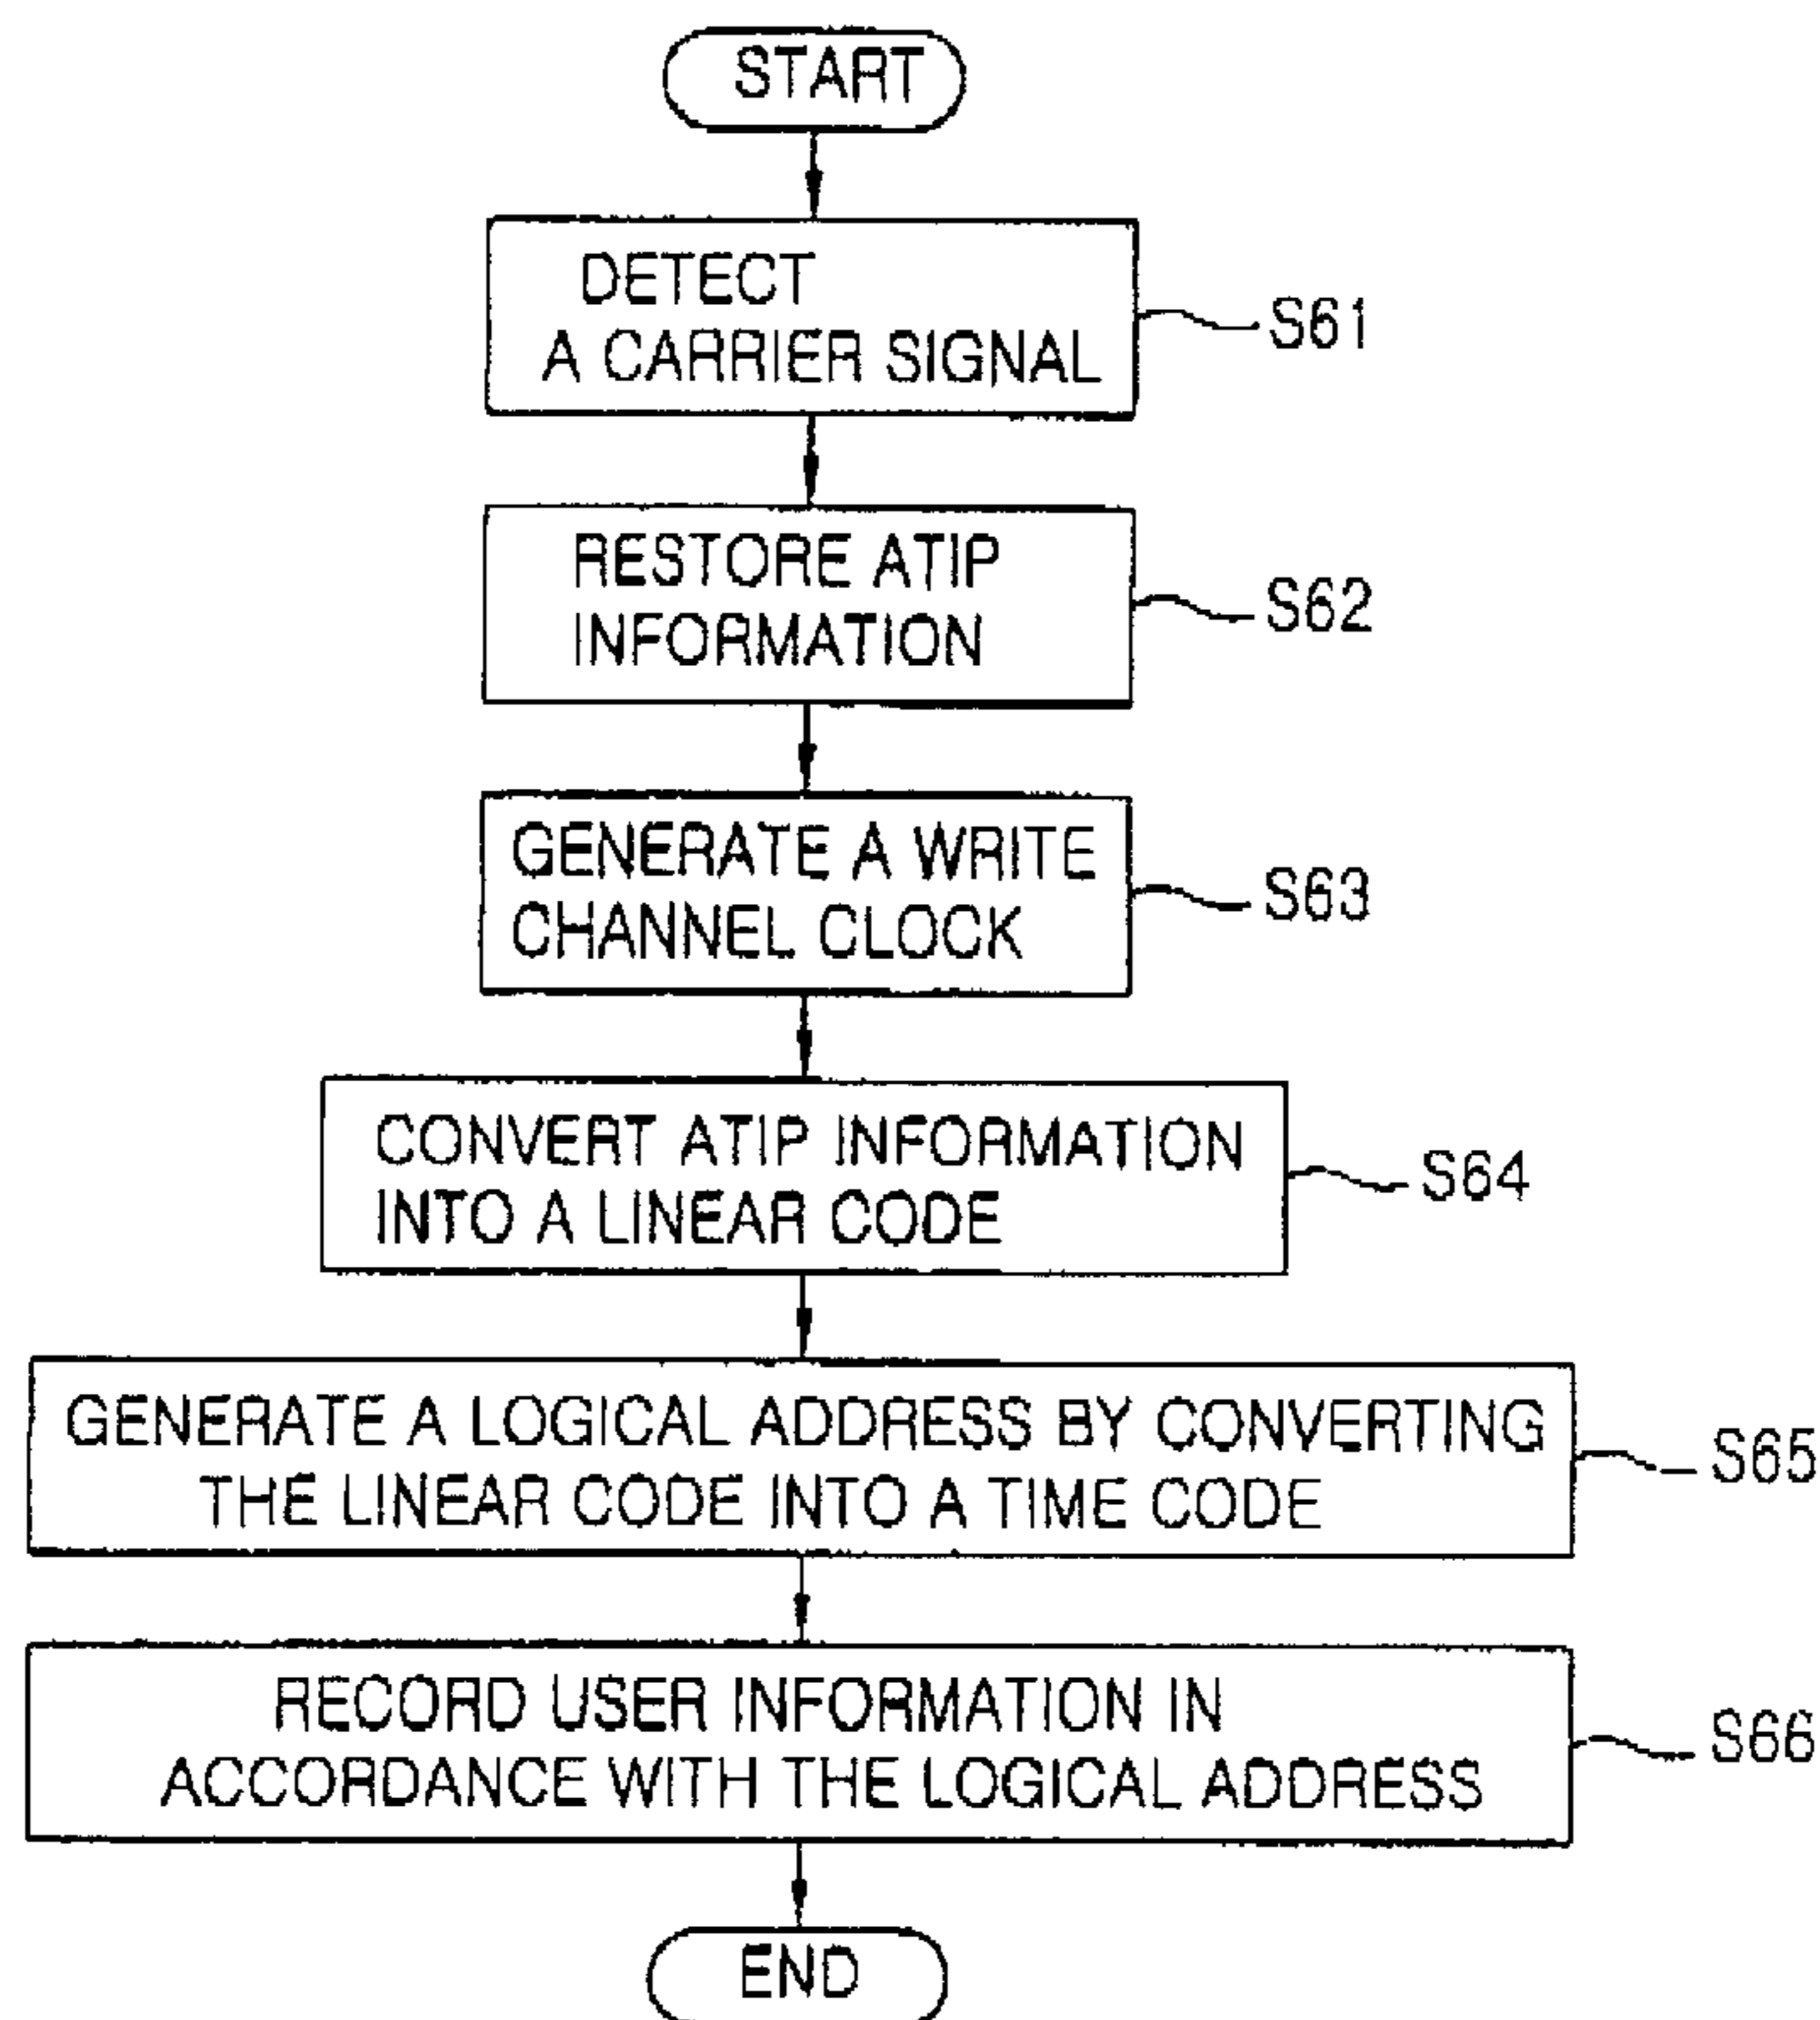 START
DETECT
A CARRIER SIGNAL
S61
RESTORE ATIP
INFORMATION
S62
GENERATE A WRITE
CHANNEL CLOCK
S63
CONVERT ATIP INFORMATION
INTO A LINEAR CODE
S64
GENERATE A LOGICAL ADDRESS BY CONVERTING
THE LINEAR CODE INTO A TIME CODE
S65
RECORD USER INFORMATION IN
ACCORDANCE WITH THE LOGICAL ADDRESS
S66
END